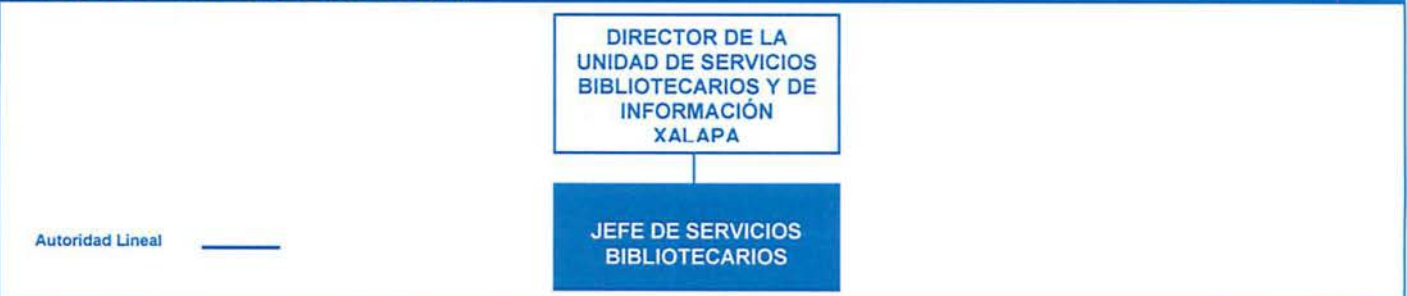 DIRECTOR DE LA
UNIDAD DE SERVICIOS
BIBLIOTECARIOS Y DE
INFORMACIÓN
XALAPA
JEFE DE SERVICIOS
BIBLIOTECARIOS
Autoridad Lineal